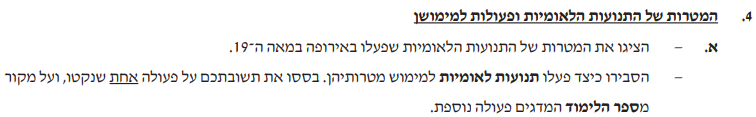 4. המטרות של התנועות הלאומיות ופעולות למימושן
א. – הציגו את המטרות של התנועות הלאומיות שפעלו באירופה במאה ה־19.
– הסבירו כיצד פעלו תנועות לאומיות למימוש מטרותיהן. בססו את תשובתכם על פעולה אחת שנקטו, ועל מקור
מספר הלימוד המדגים פעולה נוספת.